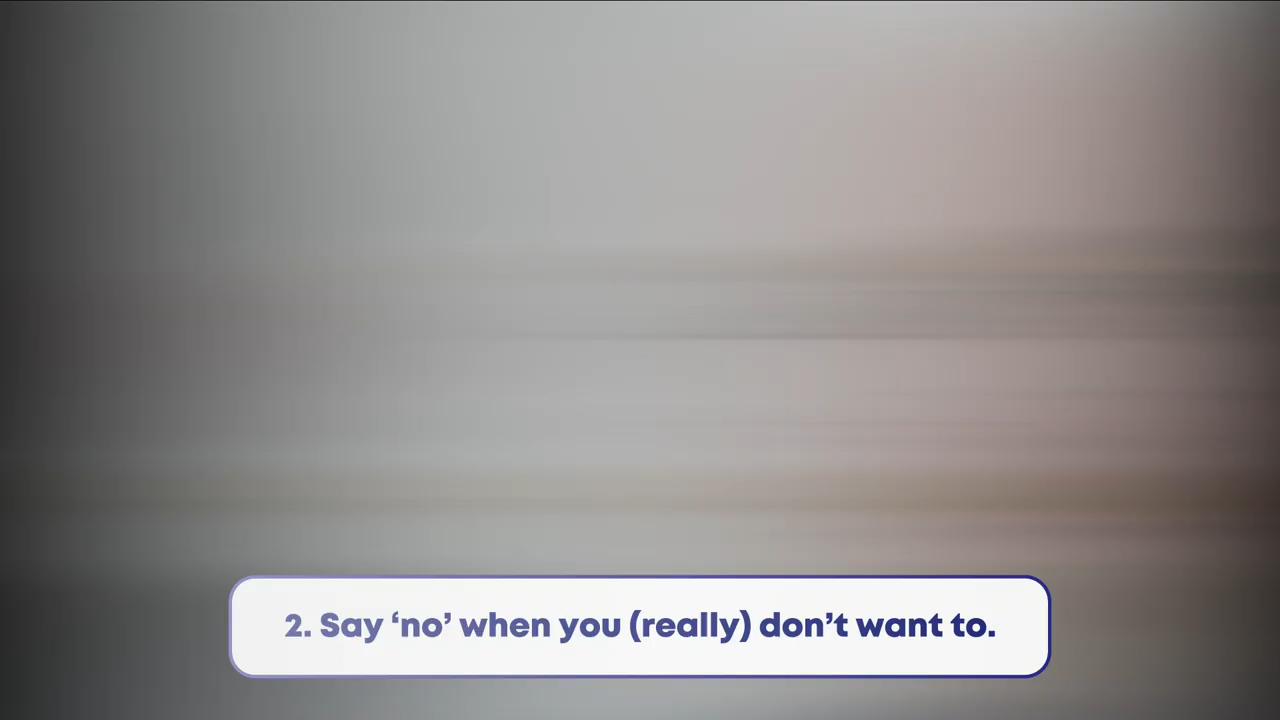 2. Say ‘no’ when you (really) don’t want to.